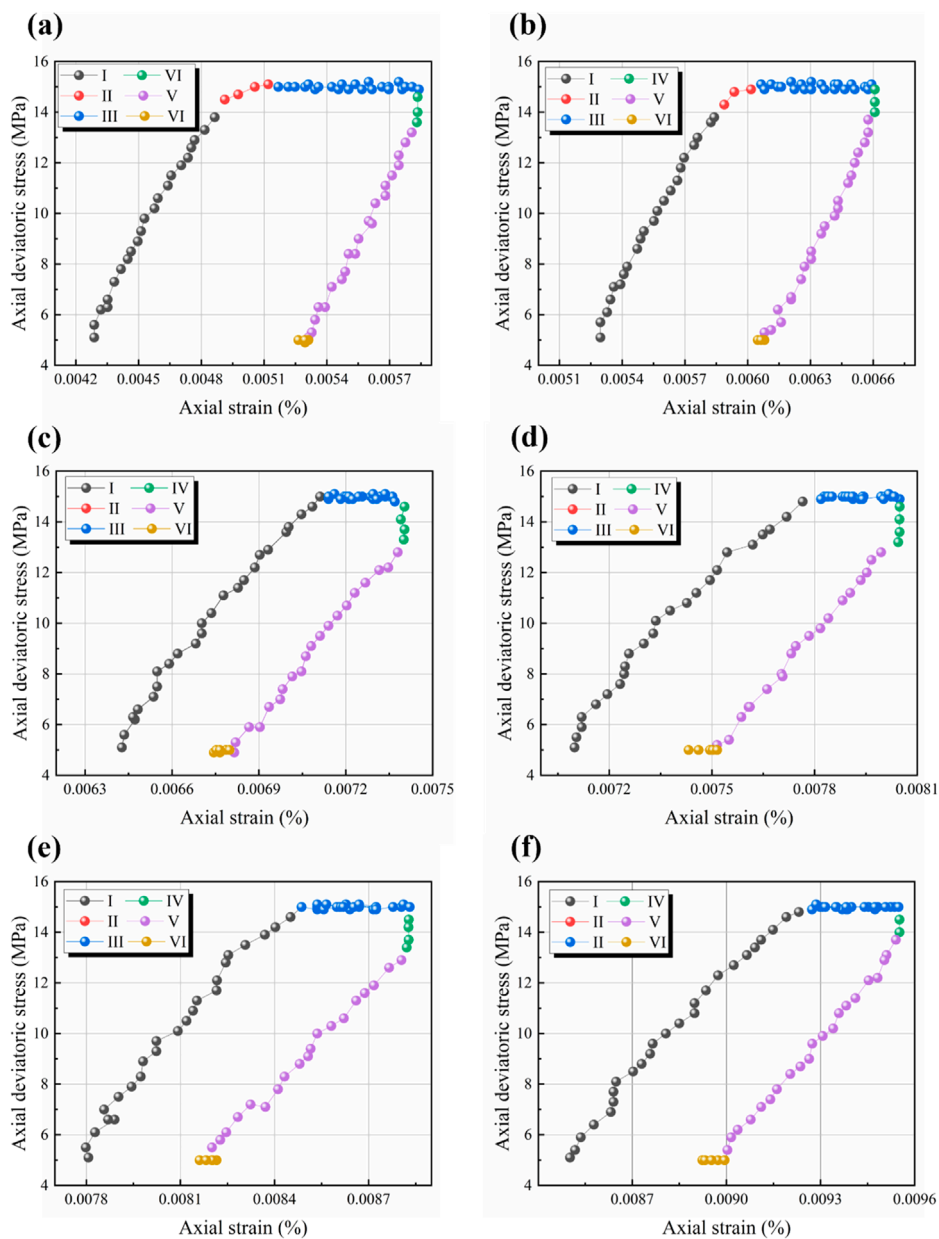 (a)
16
14
12
10
8
6
4
Axial deviatoric stress (MPa)
I VI
II V
III VI
0.0042 0.0045 0.0048 0.0051 0.0054 0.0057
Axial strain (%)
(b)
16
14
12
10
8
6
4
Axial deviatoric stress (MPa)
I IV
II V
III VI
0.0051 0.0054 0.0057 0.0060 0.0063 0.0066
Axial strain (%)
(c)
16
14
12
10
8
6
4
Axial deviatoric stress (MPa)
I IV
II V
III VI
0.0063 0.0066 0.0069 0.0072 0.0075
Axial strain (%)
(d)
16
14
12
10
8
6
4
Axial deviatoric stress (MPa)
I IV
II V
III VI
0.0072 0.0075 0.0078 0.0081
Axial strain (%)
(e)
16
14
12
10
8
6
4
Axial deviatoric stress (MPa)
I IV
II V
III VI
0.0078 0.0081 0.0084 0.0087
Axial strain (%)
(f)
16
14
12
10
8
6
4
Axial deviatoric stress (MPa)
I IV
II V
II VI
0.0087 0.0090 0.0093 0.0096
Axial strain (%)